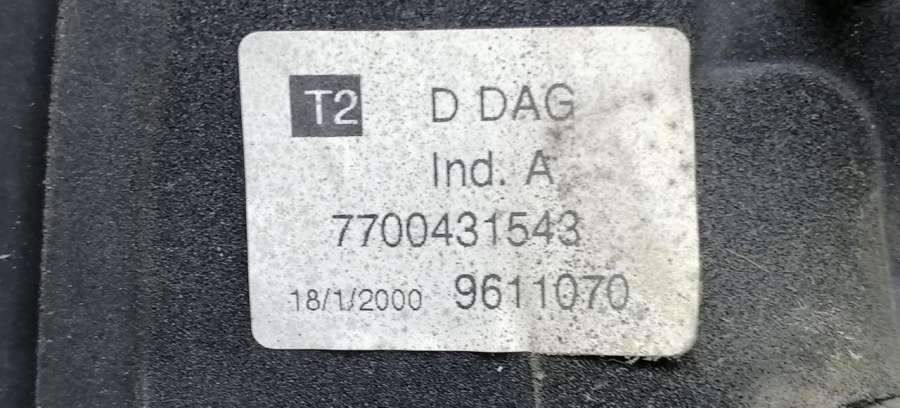 T2 D DAG
Ind. A
7700431543
18/1/2000 9611070